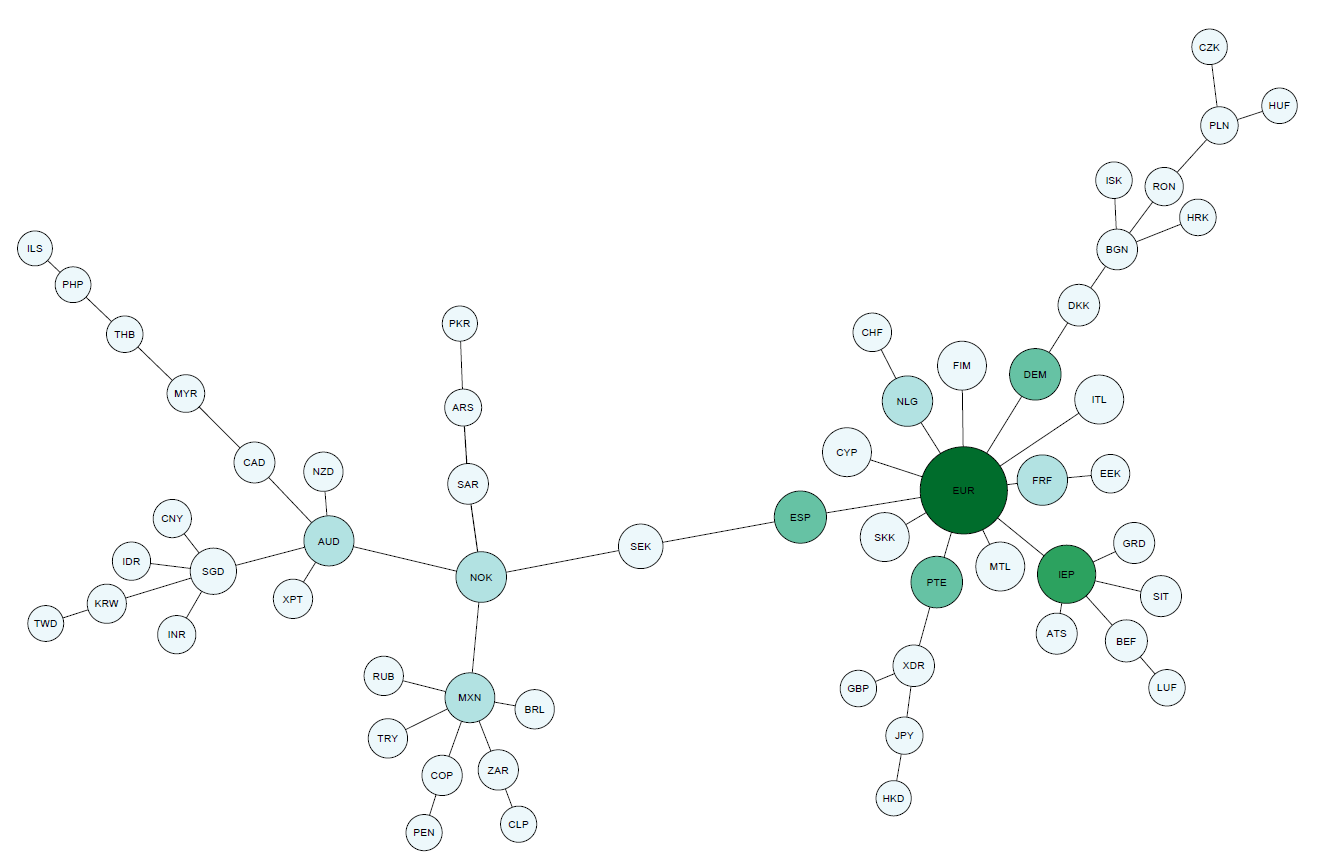 CZK
HUF
PLN
ISK
RON
HRK
ILS
BGN
PHP
DKK
PKR
THB
CHF
FIM
DEM
MYR
NLG
ITL
ARS
CYP
CAD
NZD
EUR
FRF
EEK
SAR
CNY
ESP
SKK
GRD
AUD
SEK
IDR
SGD
NOK
MTL
IEP
PTE
SIT
KRW
XPT
TWD
INR
ATS
BEF
XDR
RUB
GBP
LUF
MXN
BRL
TRY
JPY
COP
ZAR
HKD
PEN
CLP